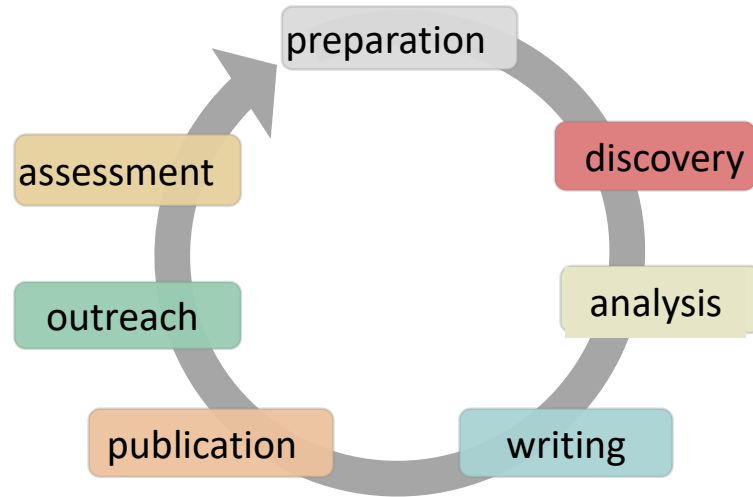 preparation
discovery
analysis
writing
publication
outreach
assessment